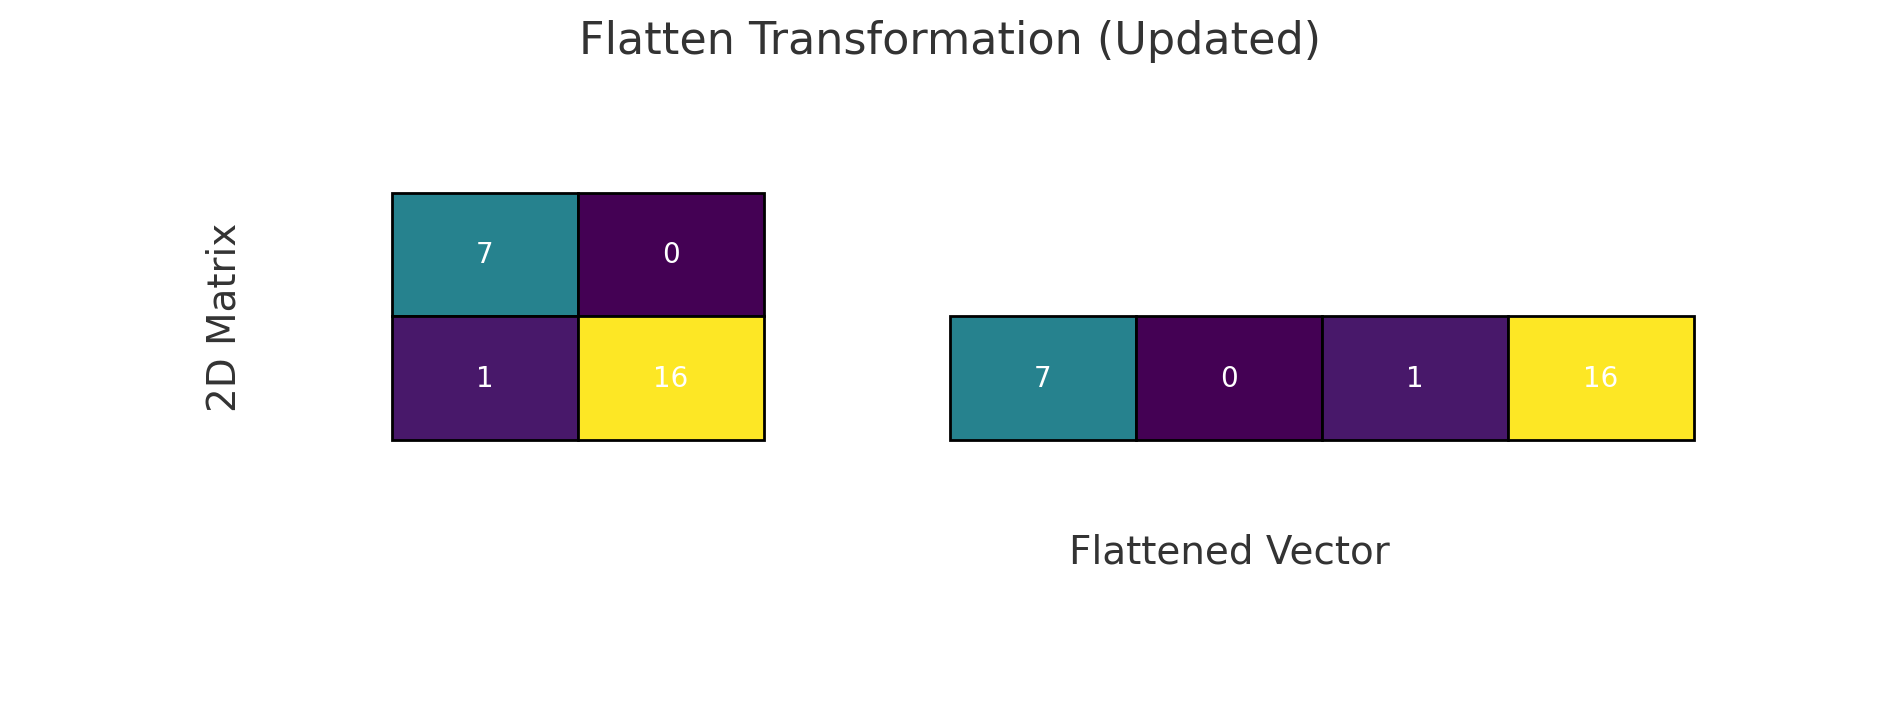 Flatten Transformation (Updated)
2D Matrix
7 0
1 16
7 0 1 16
Flattened Vector